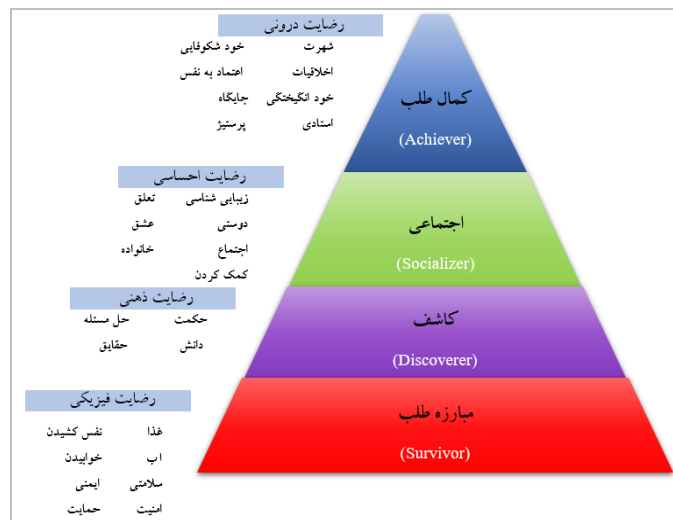 رضایت درونی
شهرت خود شکوفایی
اخلاقیات اعتماد به نفس
خود انگیختگی جایگاه
استادی پرستیژ
کمال طلب
(Achiever)
رضایت احساسی
زیبایی شناسی تعلق
دوستی عشق
اجتماع خانواده
کمک کردن
اجتماعی
(Socializer)
رضایت ذهنی
حکمت حل مسئله
دانش حقایق
کاشف
(Discoverer)
رضایت فیزیکی
غذا نفس کشیدن
اب خوابیدن
سلامتی ایمنی
امنیت حمایت
مبارزه طلب
(Survivor)